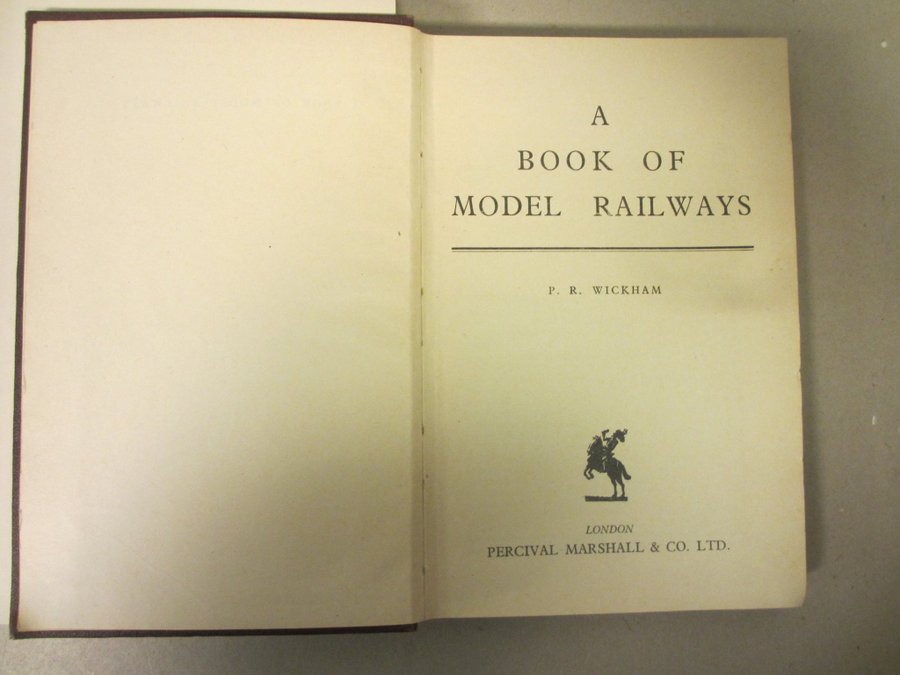 A
BOOK OF
MODEL RAILWAYS
P. R. WICKHAM
LONDON
PERCIVAL MARSHALL & CO. LTD.